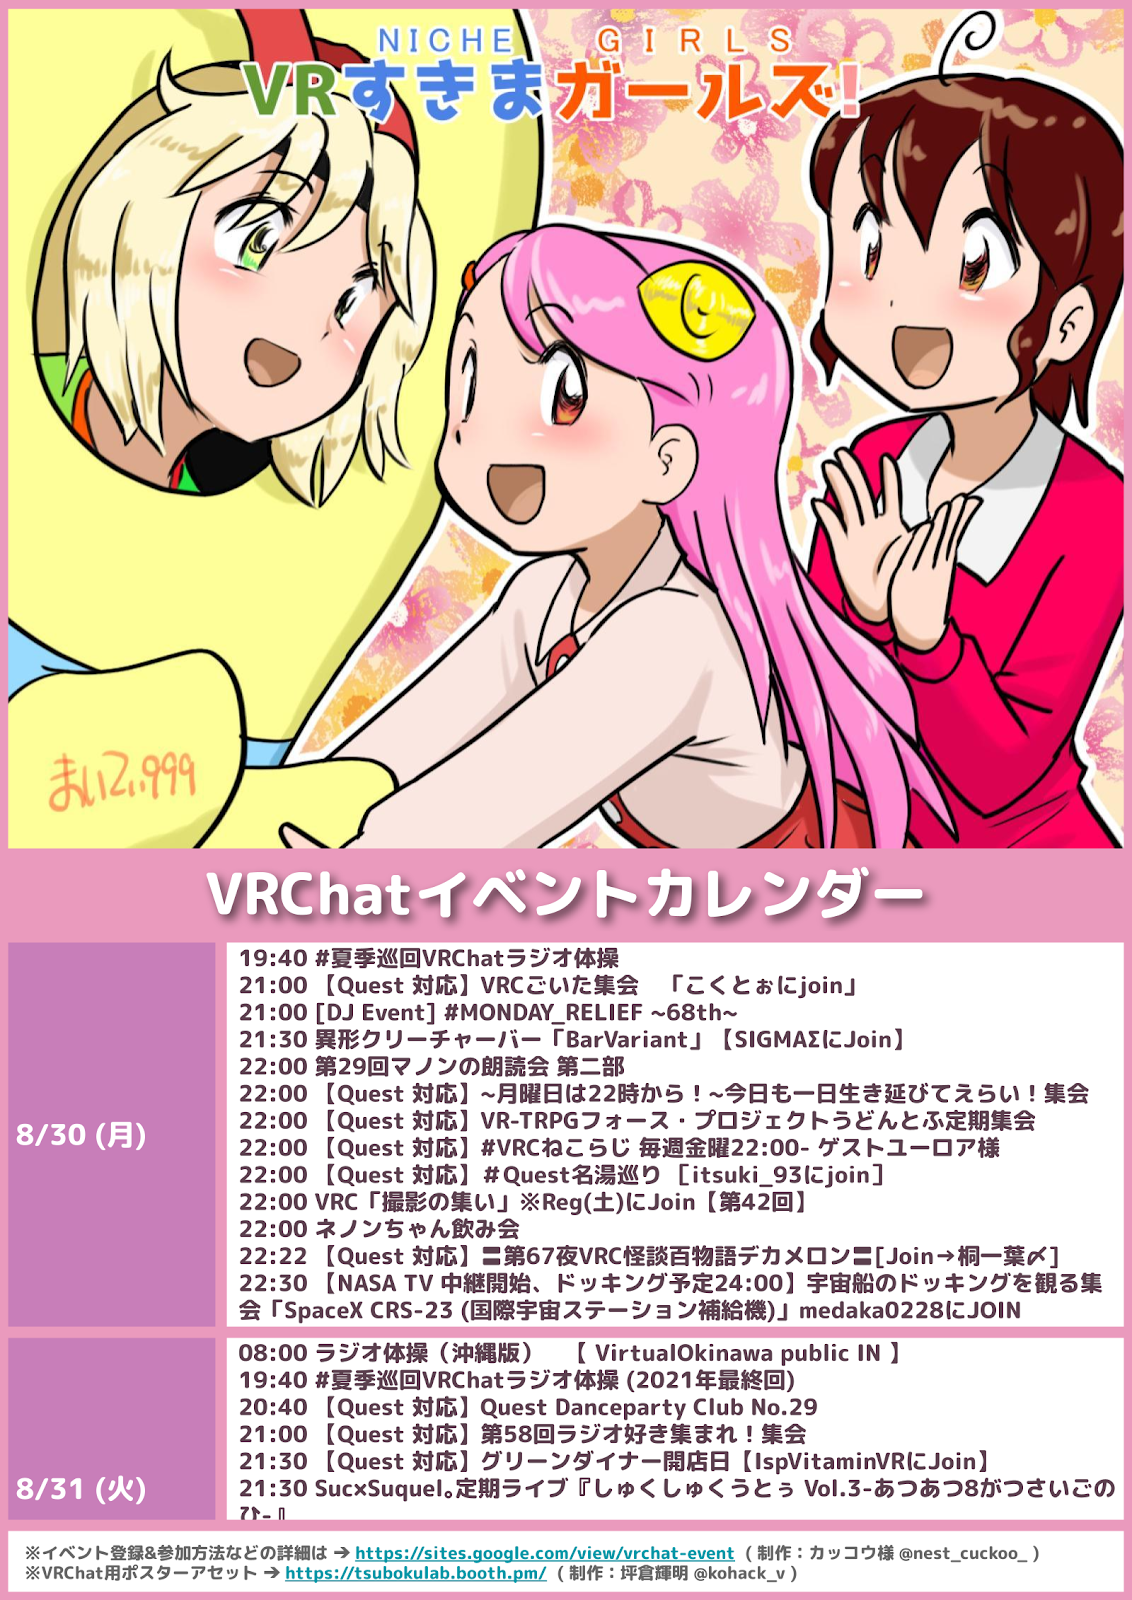 NICHE GIRLS
VRすきまガールズ!
まいてぃ999
VRChatイベントカレンダー
8/30 (月)
19:40 #夏季巡回VRChatラジオ体操
21:00 【Quest 対応】VRCごいた集会　「こくとぉにjoin」
21:00 [DJ Event] #MONDAY_RELIEF ~68th~
21:30 異形クリーチャーバー「BarVariant」【SIGMAΣにJoin】
22:00 第29回マノンの朗読会 第二部
22:00 【Quest 対応】~月曜日は22時から！~今日も一日生き延びてえらい！集会
22:00 【Quest 対応】VR-TRPGフォース・プロジェクトうどんとふ定期集会
22:00 【Quest 対応】#VRCねこらじ 毎週金曜22:00- ゲストユーロア様
22:00 【Quest 対応】＃Quest名湯巡り ［itsuki_93にjoin］
22:00 VRC「撮影の集い」※Reg(土)にJoin【第42回】
22:00 ネノンちゃん飲み会
22:22 【Quest 対応】〓第67夜VRC怪談百物語デカメロン〓[Join→桐一葉〆]
22:30 【NASA TV 中継開始、ドッキング予定24:00】宇宙船のドッキングを観る集
会「SpaceX CRS-23 (国際宇宙ステーション補給機)」medaka0228にJOIN
8/31 (火)
08:00 ラジオ体操（沖縄版）　【 VirtualOkinawa public IN 】
19:40 #夏季巡回VRChatラジオ体操 (2021年最終回)
20:40 【Quest 対応】Quest Danceparty Club No.29
21:00 【Quest 対応】第58回ラジオ好き集まれ！集会
21:30 【Quest 対応】グリーンダイナー開店日【IspVitaminVRにJoin】
21:30 Suc×Suquel。定期ライブ『しゅくしゅくうとぅ Vol.3-あつあつ8がつさいごの
ひ-』
※イベント登録&参加方法などの詳細は → https://sites.google.com/view/vrchat-event （制作：カッコウ様 @nest_cuckoo_ ）
※VRChat用ポスターアセット → https://tsubokulab.booth.pm/ （制作：坪倉輝明 @kohack_v ）